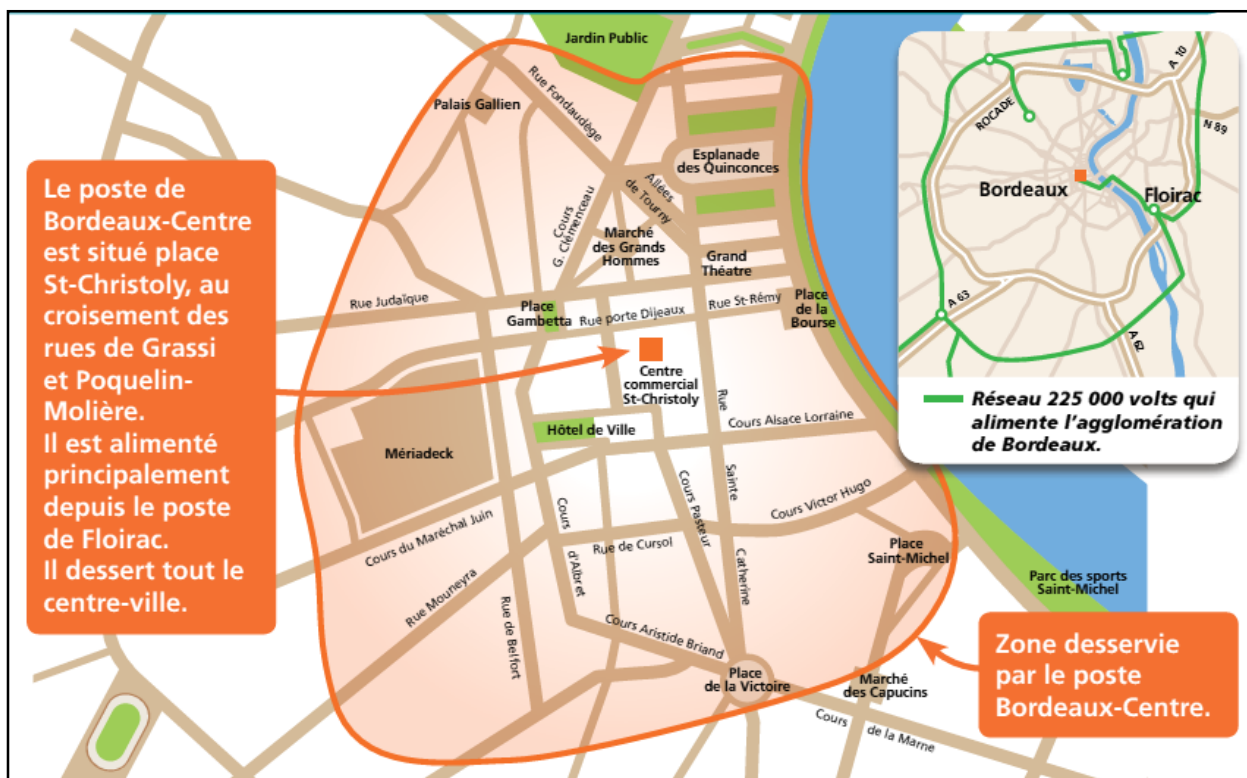 Jardin Public
Rue Fondaudège
Palais Gallien
Esplanade
des Quinconces
Allées
de Tourny
Cours
G. Clémenceau
Marché
des Grands
Hommes
Grand
Théatre
Rue Judaïque
Place
Gambetta
Rue porte Dijeaux
Rue St-Rémy
Place
de la
Bourse
Centre
commercial
St-Christoly
Rue
Sainte
Catherine
Cours Alsace Lorraine
Hôtel de Ville
Mériadeck
Cours du Maréchal Juin
Cours
d'Albret
Cours Pasteur
Cours Victor Hugo
Rue de Cursol
Place
Saint-Michel
Rue Mouneyra
Rue de Belfort
Cours Aristide Briand
Place
de la Victoire
Marché
des Capucins
Cours
de la Marne
Parc des sports
Saint-Michel
Le poste de
Bordeaux-Centre
est situé place
St-Christoly, au
croisement des
rues de Grassi
et Poquelin-
Molière.
Il est alimenté
principalement
depuis le poste
de Floirac.
Il dessert tout le
centre-ville.
Zone desservie
par le poste
Bordeaux-Centre.
A 10
ROCADE
N 89
Bordeaux
Floirac
A 63
A 62
Réseau 225 000 volts qui
alimente l'agglomération
de Bordeaux.